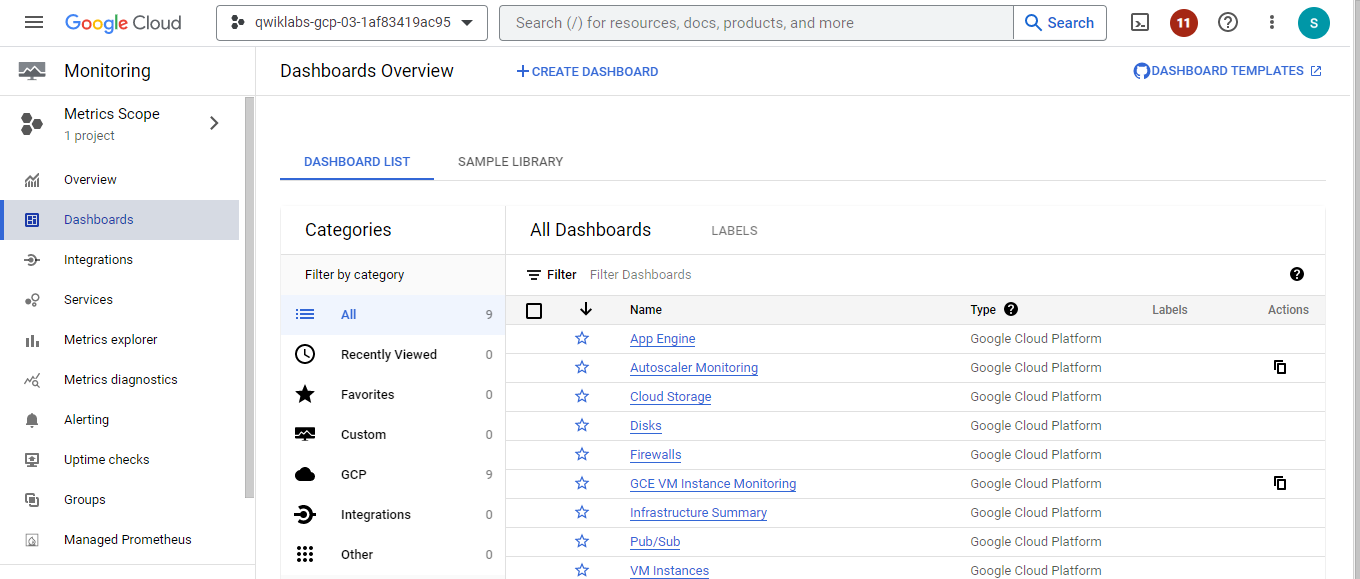 Google Cloud
qwiklabs-gcp-03-1af83419ac95
Search (/) for resources, docs, products, and more
Search
11
S
Monitoring
Metrics Scope
1 project
Overview
Dashboards
Integrations
Services
Metrics explorer
Metrics diagnostics
Alerting
Uptime checks
Groups
Managed Prometheus
Dashboards Overview
CREATE DASHBOARD
DASHBOARD TEMPLATES
DASHBOARD LIST
SAMPLE LIBRARY
Categories
Filter by category
All 9
Recently Viewed 0
Favorites 0
Custom 0
GCP 9
Integrations 0
Other 0
All Dashboards
LABELS
Filter Filter Dashboards
Name Type Labels Actions
App Engine Google Cloud Platform
Autoscaler Monitoring Google Cloud Platform
Cloud Storage Google Cloud Platform
Disks Google Cloud Platform
Firewalls Google Cloud Platform
GCE VM Instance Monitoring Google Cloud Platform
Infrastructure Summary Google Cloud Platform
Pub/Sub Google Cloud Platform
VM Instances Google Cloud Platform